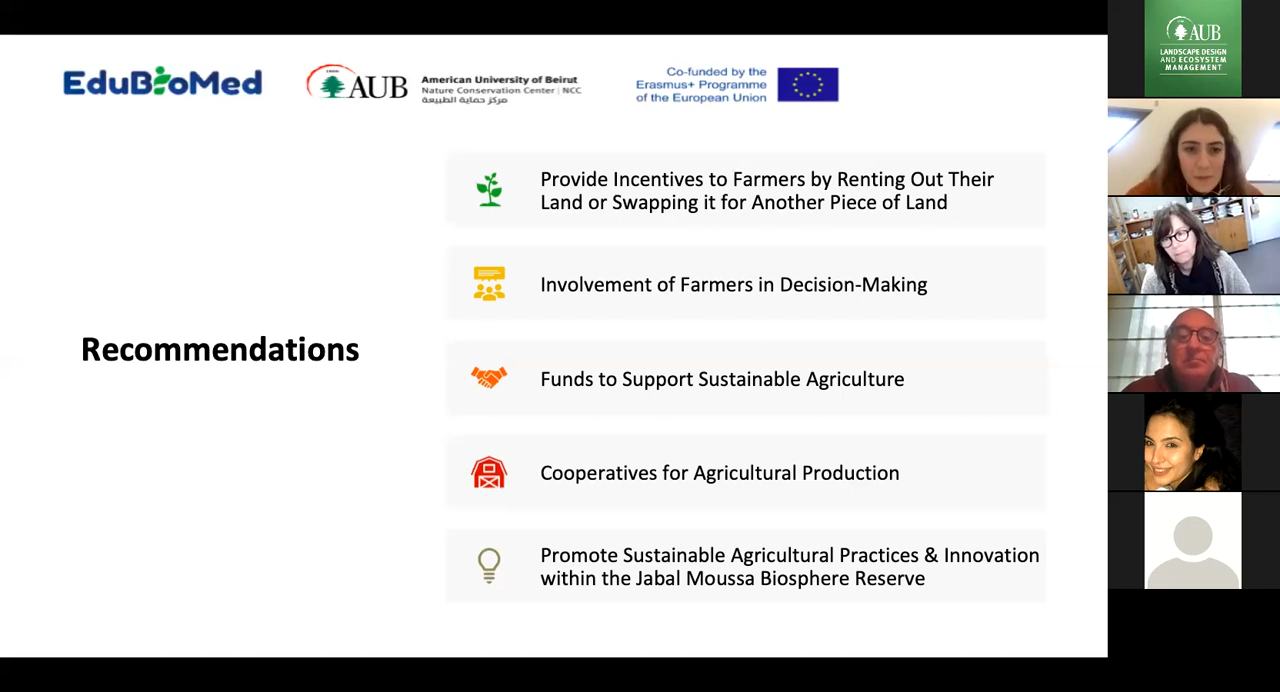 EduBioMed
AUB
American University of Beirut
Nature Conservation Center | NCC
مركز حماية الطبيعة
Co-funded by the
Erasmus+ Programme
of the European Union
Recommendations
Provide Incentives to Farmers by Renting Out Their
Land or Swapping it for Another Piece of Land
Involvement of Farmers in Decision-Making
Funds to Support Sustainable Agriculture
Cooperatives for Agricultural Production
Promote Sustainable Agricultural Practices & Innovation
within the Jabal Moussa Biosphere Reserve
AUB
LANDSCAPE DESIGN
AND ECOSYSTEM
MANAGEMENT